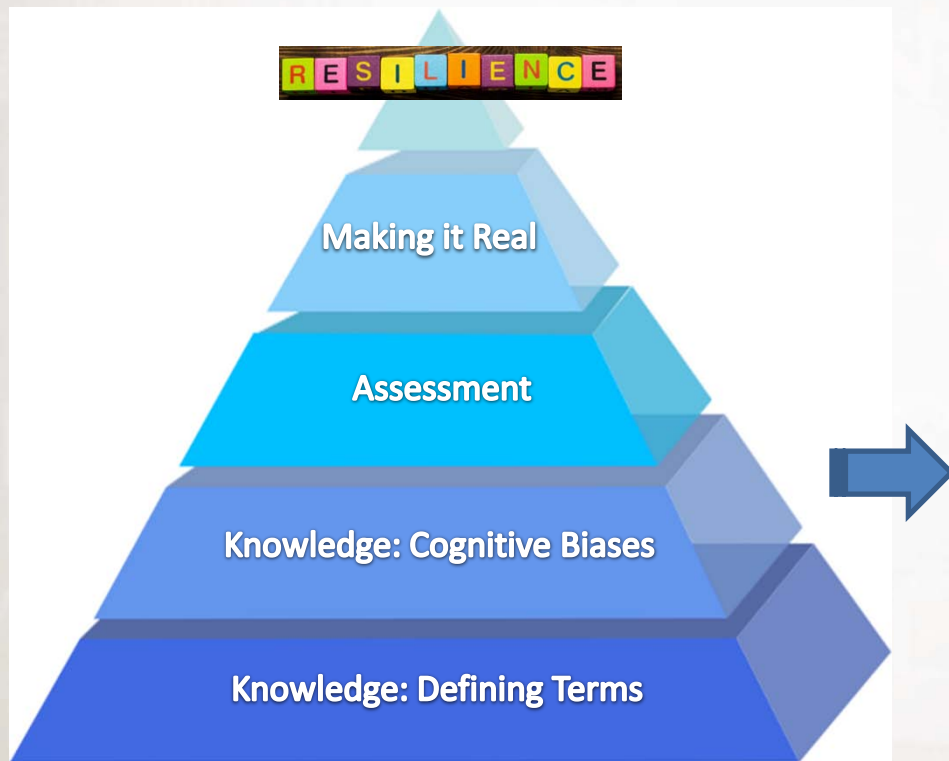 RESILIENCE
Making it Real
Assessment
Knowledge: Cognitive Biases
Knowledge: Defining Terms